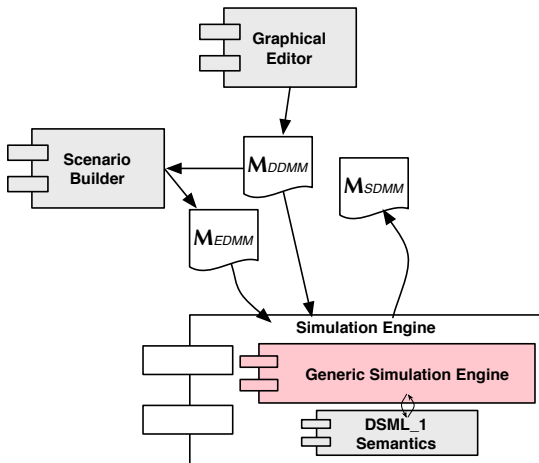 Graphical
Editor
Scenario
Builder
MDDMM
MSDMM
MEDMM
Simulation Engine
Generic Simulation Engine
DSML_1
Semantics